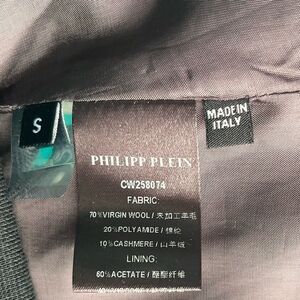 S
MADE IN
ITALY
PHILIPP PLEIN
CW258074
FABRIC:
70%VIRGIN WOOL / 未加工羊毛
20%POLYAMIDE / 锦纶
10%CASHMERE / 山羊绒
LINING:
60%ACETATE / 醋酯纤维